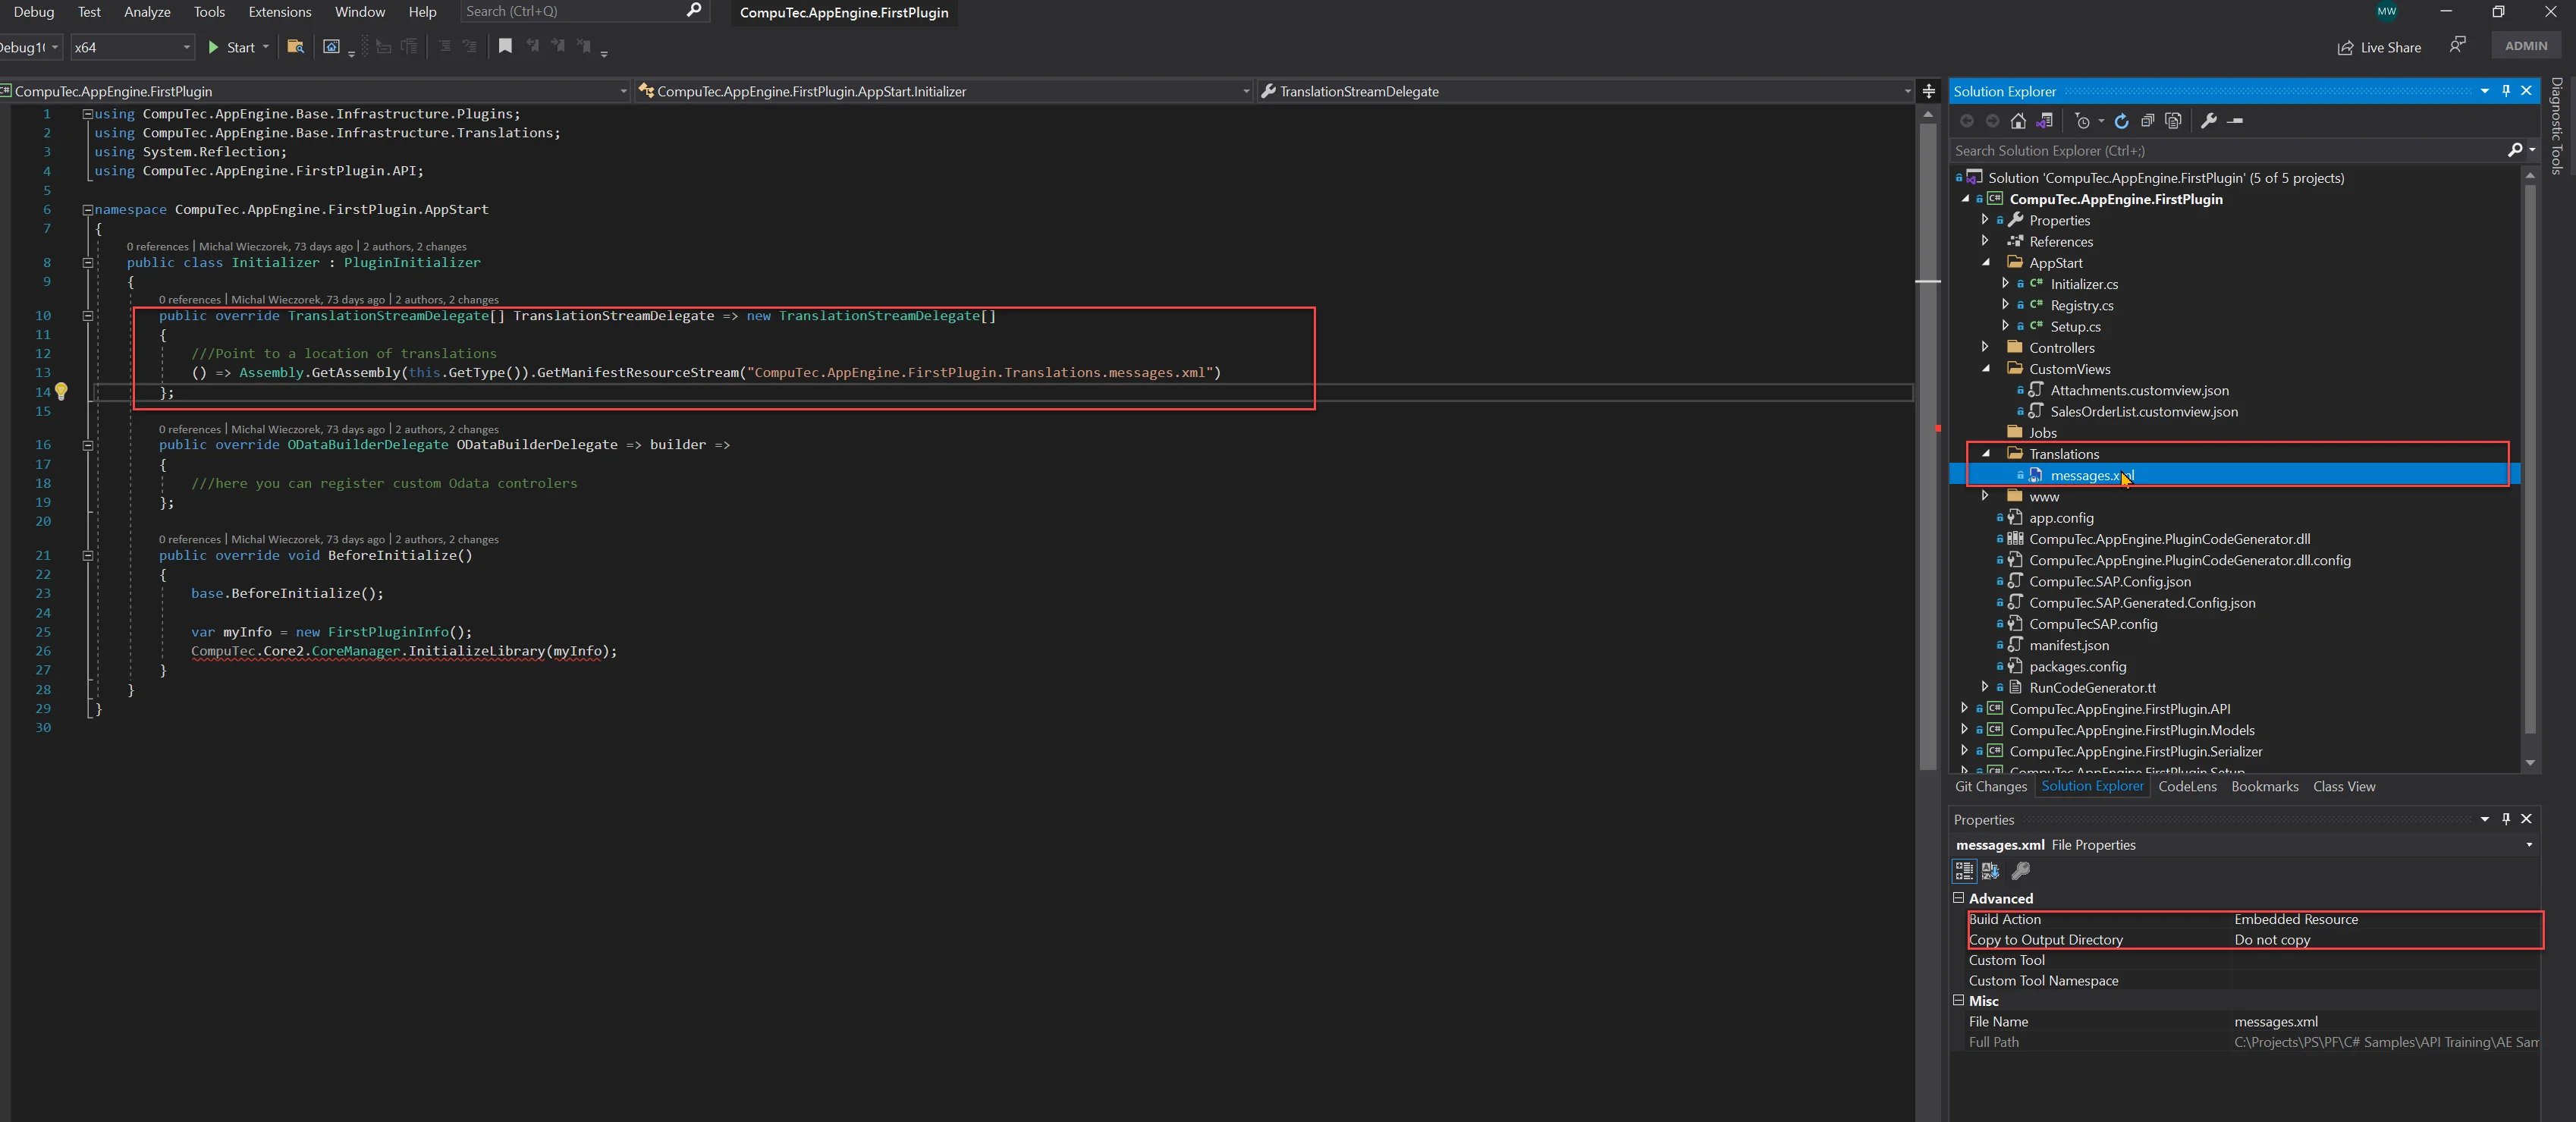 Debug Test Analyze Tools Extensions Window Help Search (Ctrl+Q) CompuTec.AppEngine.FirstPlugin MW
x64 Start Live Share ADMIN
CompuTec.AppEngine.FirstPlugin CompuTec.AppEngine.FirstPlugin.AppStart.Initializer TranslationStreamDelegate
1 using CompuTec.AppEngine.Base.Infrastructure.Plugins;
2 using CompuTec.AppEngine.Base.Infrastructure.Translations;
3 using System.Reflection;
4 using CompuTec.AppEngine.FirstPlugin.API;
5
6 namespace CompuTec.AppEngine.FirstPlugin.AppStart
7 {
0 references | Michal Wieczorek, 73 days ago | 2 authors, 2 changes
8 public class Initializer : PluginInitializer
9 {
0 references | Michal Wieczorek, 73 days ago | 2 authors, 2 changes
10 public override TranslationStreamDelegate[] TranslationStreamDelegate => new TranslationStreamDelegate[]
11 {
12 ///Point to a location of translations
13 () => Assembly.GetAssembly(this.GetType()).GetManifestResourceStream("CompuTec.AppEngine.FirstPlugin.Translations.messages.xml")
14 };
15
0 references | Michal Wieczorek, 73 days ago | 2 authors, 2 changes
16 public override ODataBuilderDelegate ODataBuilderDelegate => builder =>
17 {
18 ///here you can register custom Odata controlers
19 };
20
0 references | Michal Wieczorek, 73 days ago | 2 authors, 2 changes
21 public override void BeforeInitialize()
22 {
23 base.BeforeInitialize();
24
25 var myInfo = new FirstPluginInfo();
26 CompuTec.Core2.CoreManager.InitializeLibrary(myInfo);
27 }
28 }
29 }
30
Solution Explorer
Search Solution Explorer (Ctrl+;)
Solution 'CompuTec.AppEngine.FirstPlugin' (5 of 5 projects)
CompuTec.AppEngine.FirstPlugin
Properties
References
AppStart
C# Initializer.cs
C# Registry.cs
C# Setup.cs
Controllers
CustomViews
Attachments.customview.json
SalesOrderList.customview.json
Jobs
Translations
messages.xml
www
app.config
CompuTec.AppEngine.PluginCodeGenerator.dll
CompuTec.AppEngine.PluginCodeGenerator.dll.config
CompuTec.SAP.Config.json
CompuTec.SAP.Generated.Config.json
CompuTecSAP.config
manifest.json
packages.config
RunCodeGenerator.tt
CompuTec.AppEngine.FirstPlugin.API
CompuTec.AppEngine.FirstPlugin.Models
CompuTec.AppEngine.FirstPlugin.Serializer
CompuTec.AppEngine.FirstPlugin.Setup
Git Changes Solution Explorer CodeLens Bookmarks Class View
Properties
messages.xml File Properties
Advanced
Build Action Embedded Resource
Copy to Output Directory Do not copy
Custom Tool
Custom Tool Namespace
Misc
File Name messages.xml
Full Path C:\Projects\PS\PF\C# Samples\API Training\AE Sam
Diagnostic Tools